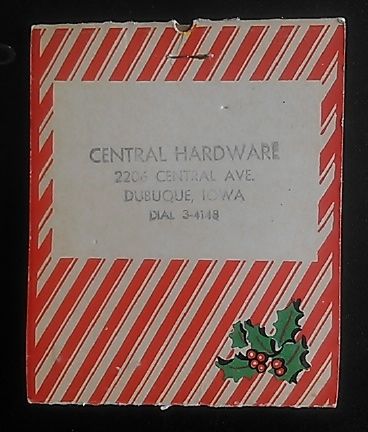 CENTRAL HARDWARE
2206 CENTRAL AVE.
DUBUQUE, IOWA
DIAL 3-4148